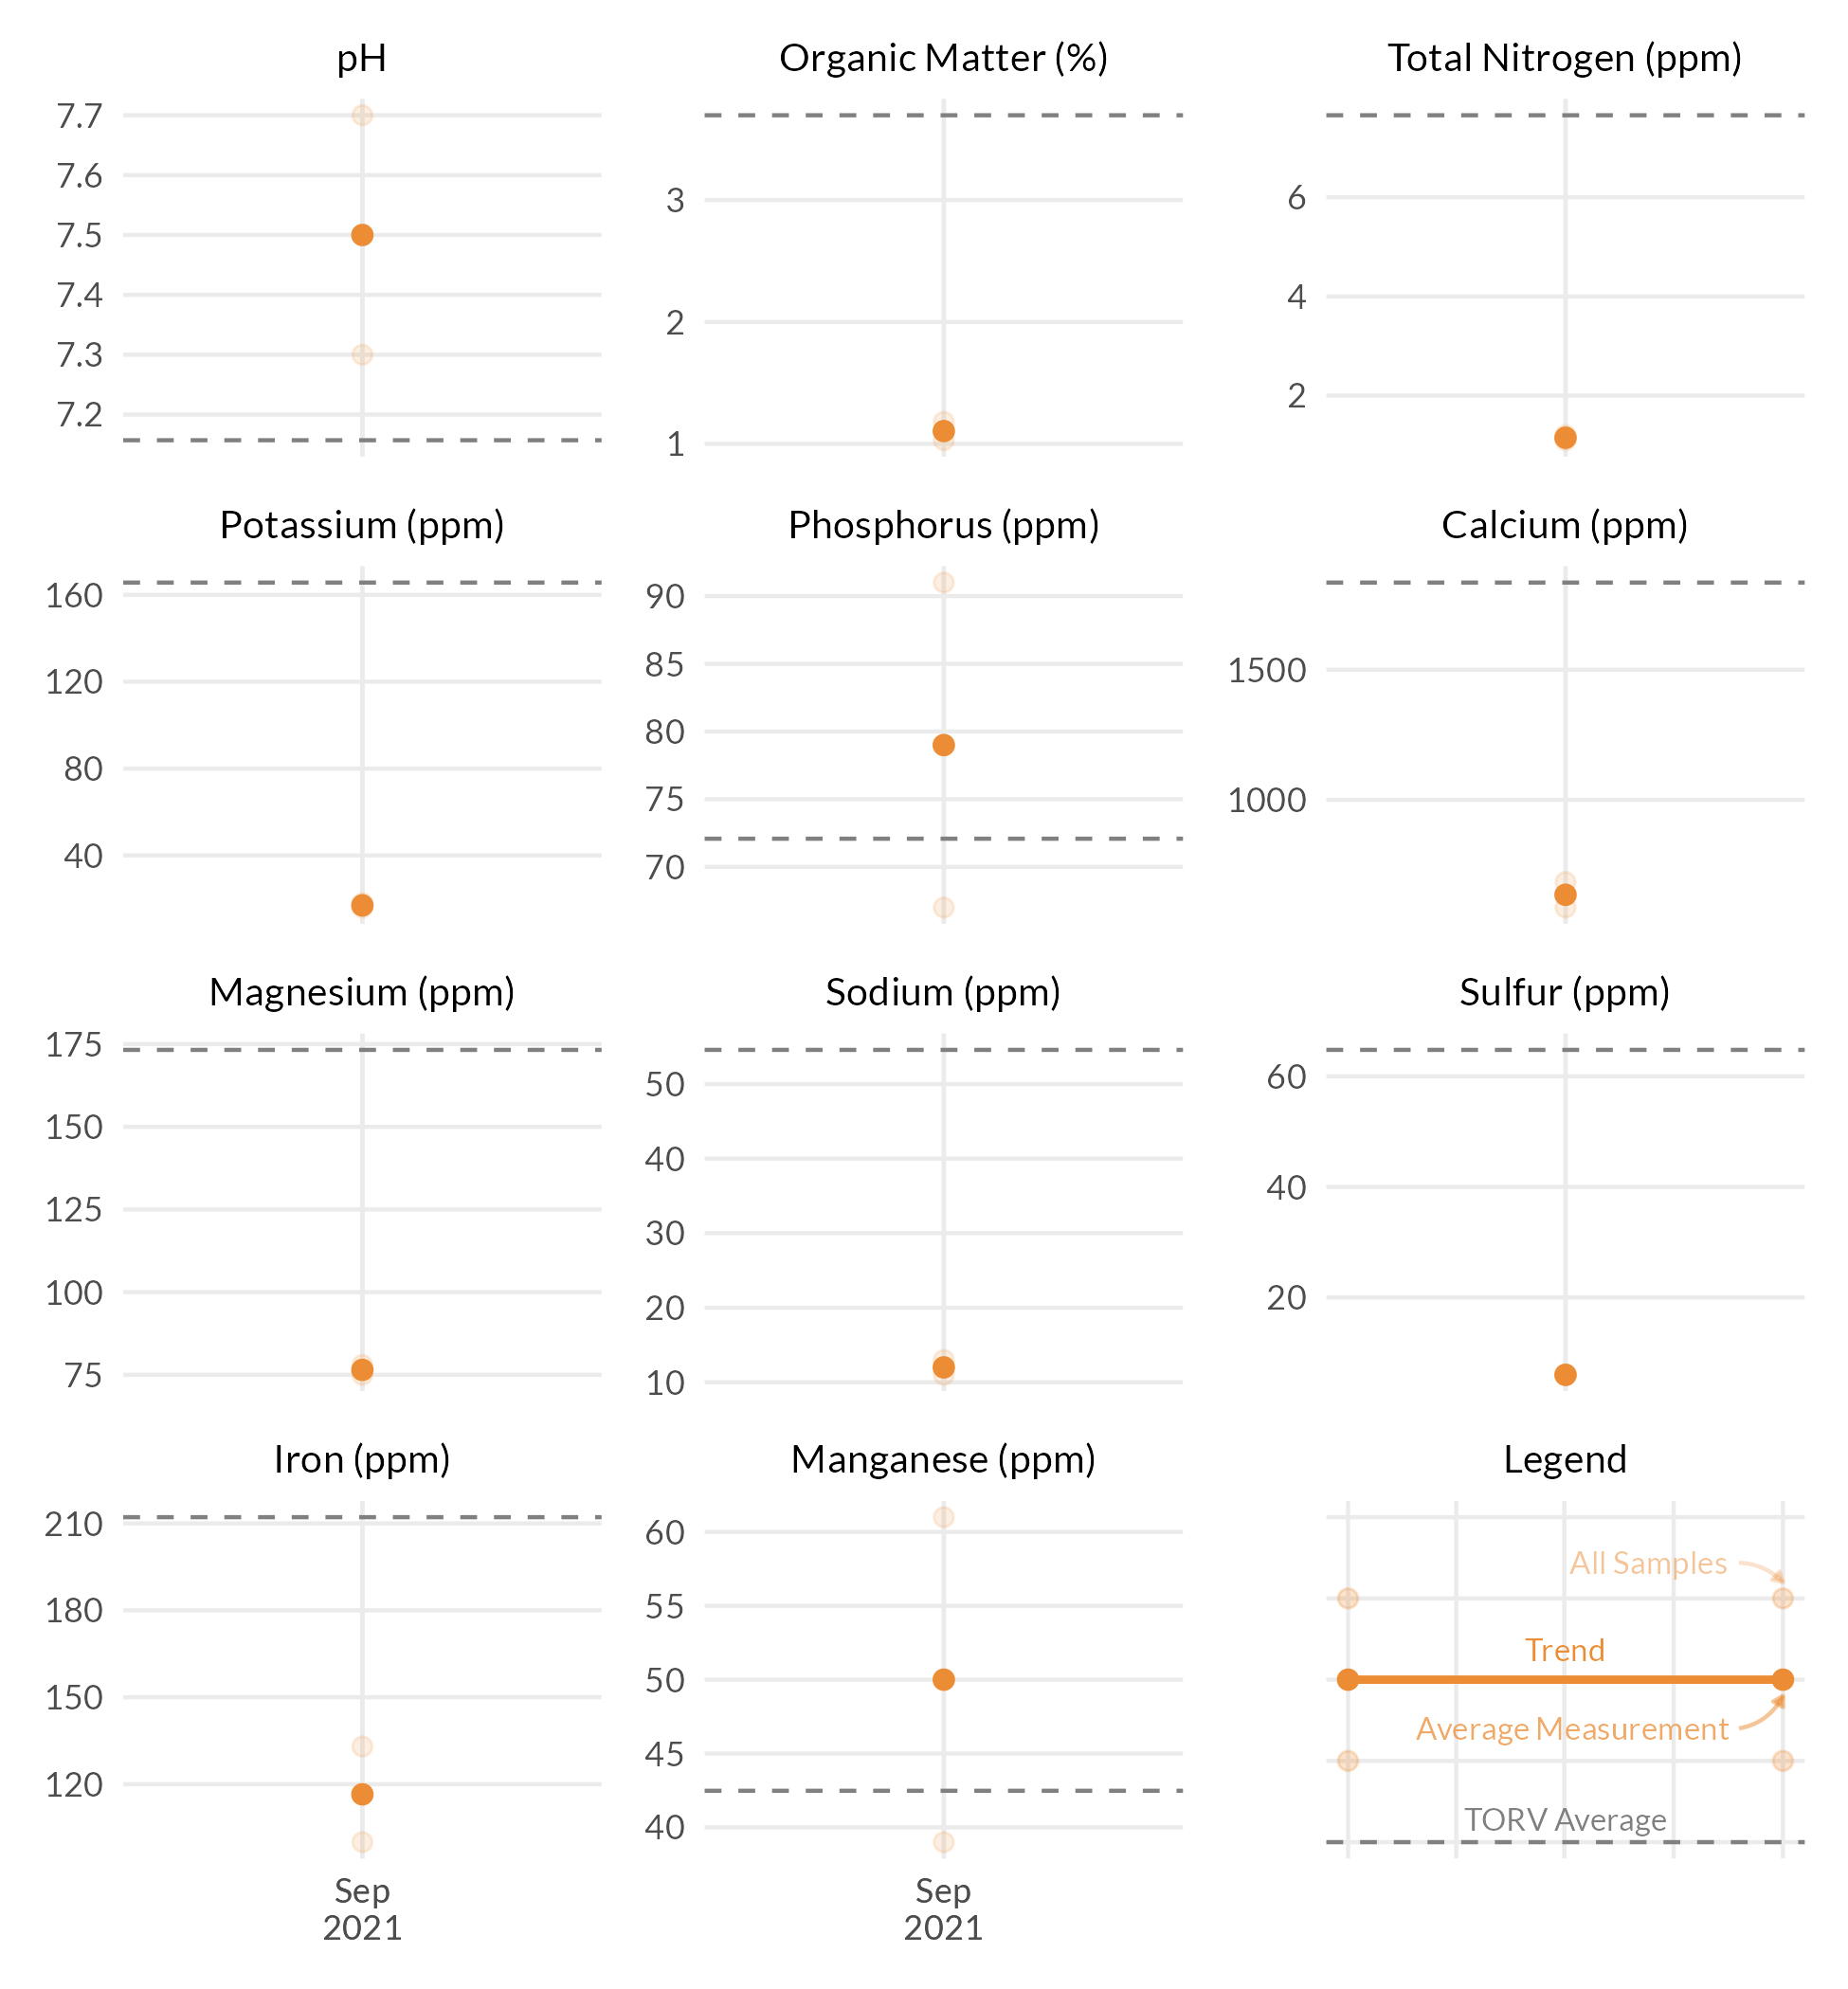 pH
7.7
7.6
7.5
7.4
7.3
7.2
Organic Matter (%)
3
2
1
Total Nitrogen (ppm)
6
4
2
Potassium (ppm)
160
120
80
40
Phosphorus (ppm)
90
85
80
75
70
Calcium (ppm)
1500
1000
Magnesium (ppm)
175
150
125
100
75
Sodium (ppm)
50
40
30
20
10
Sulfur (ppm)
60
40
20
Iron (ppm)
210
180
150
120
Sep
2021
Manganese (ppm)
60
55
50
45
40
Sep
2021
Legend
All Samples
Trend
Average Measurement
TORV Average